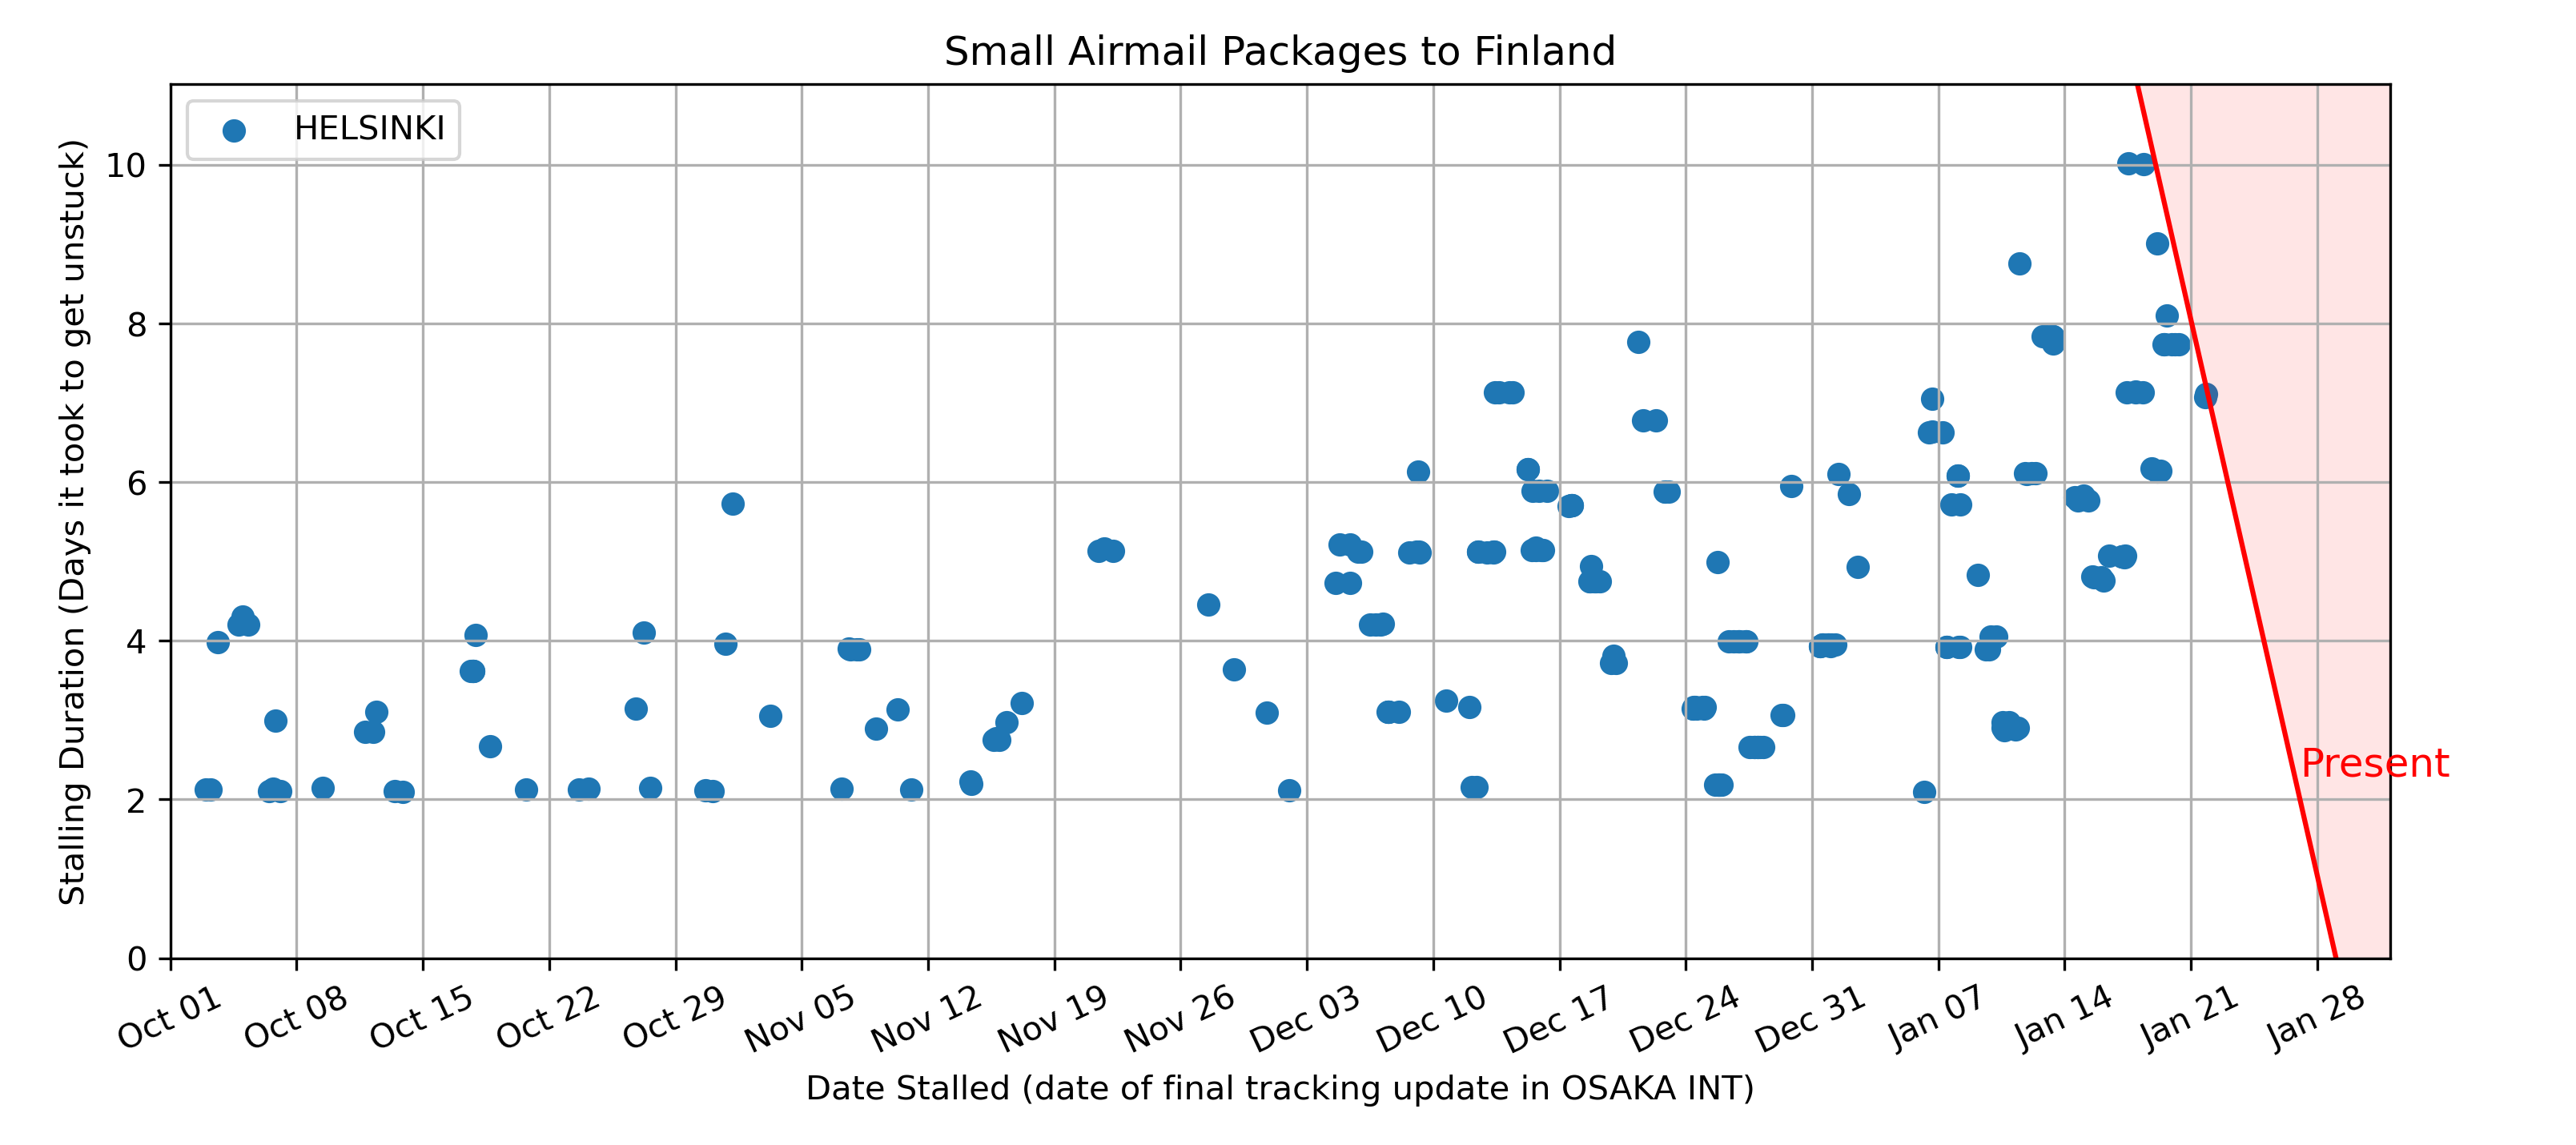 Small Airmail Packages to Finland
HELSINKI
Stalling Duration (Days it took to get unstuck)
10
8
6
4
2
0
Present
Oct 01
Oct 08
Oct 15
Oct 22
Oct 29
Nov 05
Nov 12
Nov 19
Nov 26
Dec 03
Dec 10
Dec 17
Dec 24
Dec 31
Jan 07
Jan 14
Jan 21
Jan 28
Date Stalled (date of final tracking update in OSAKA INT)